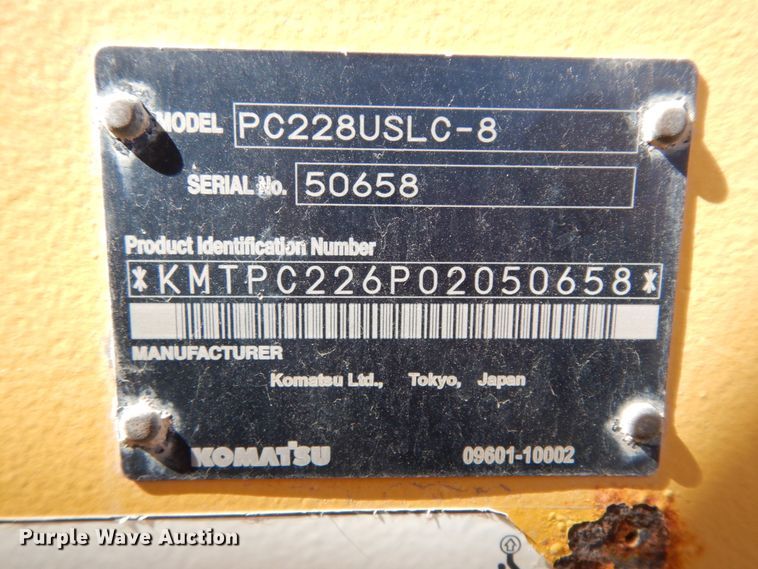 MODEL PC228USLC-8
SERIAL No. 50658
Product Identification Number
*KMTPC226P02050658*
MANUFACTURER
Komatsu Ltd., Tokyo, Japan
KOMATSU 09601-10002
Purple Wave Auction